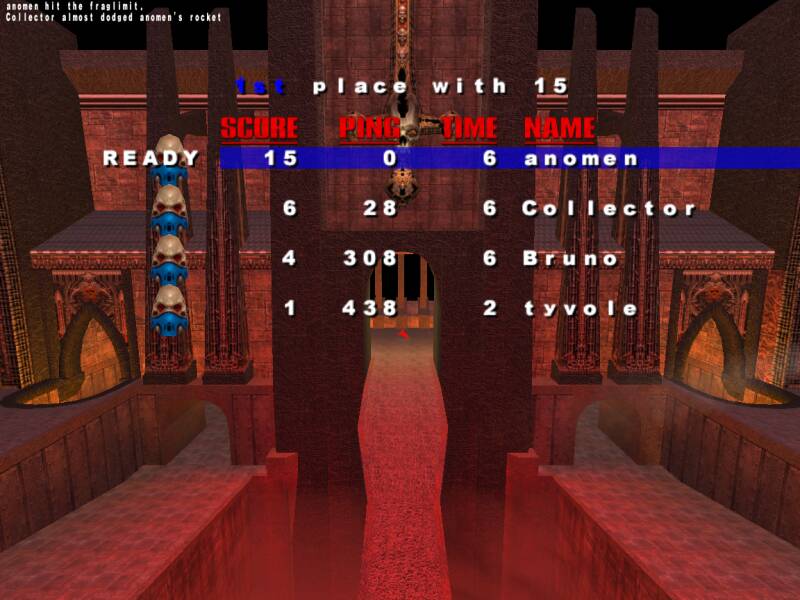 anomen hit the fraglimit.
Collector almost dodged anomen's rocket
1st place with 15
SCORE PING TIME NAME
READY 15 0 6 anomen
6 28 6 Collector
4 308 6 Bruno
1 438 2 tyvole